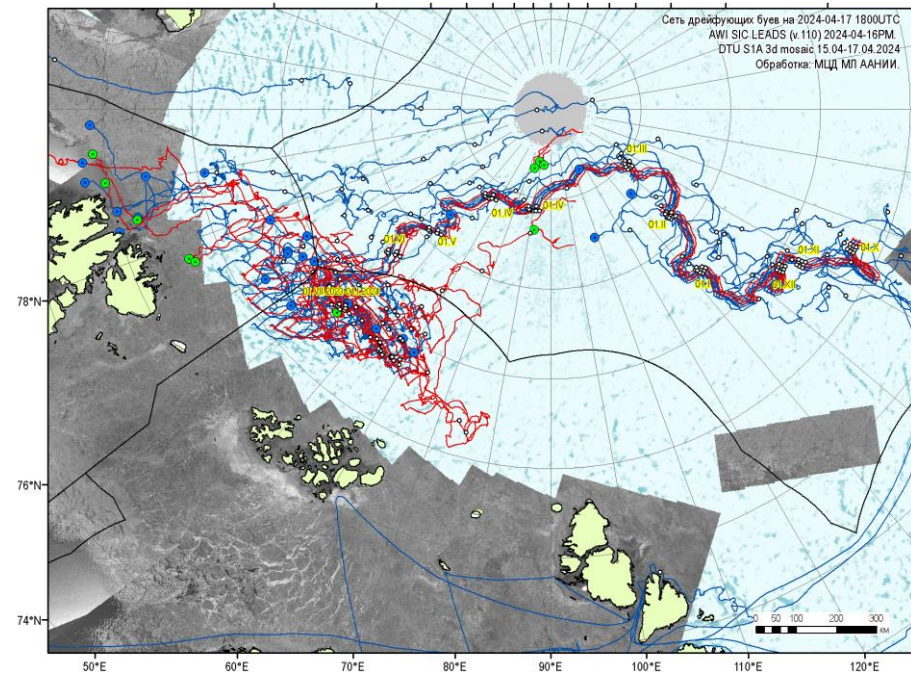 Сеть дрейфующих буев на 2024-04-17 1800UTC
AWI SIC LEADS (v.110) 2024-04-16PM.
DTU S1A 3d mosaic 15.04-17.04.2024
Обработка: МЦД МЛ ААНИИ.
01.III
01.IV
01.IV
01.VI
01.V
01.II
01.XI
01.X
01.I
01.XII
78°N
76°N
74°N
0 50 100 200 300
КМ
50°E 60°E 70°E 80°E 90°E 100°E 110°E 120°E